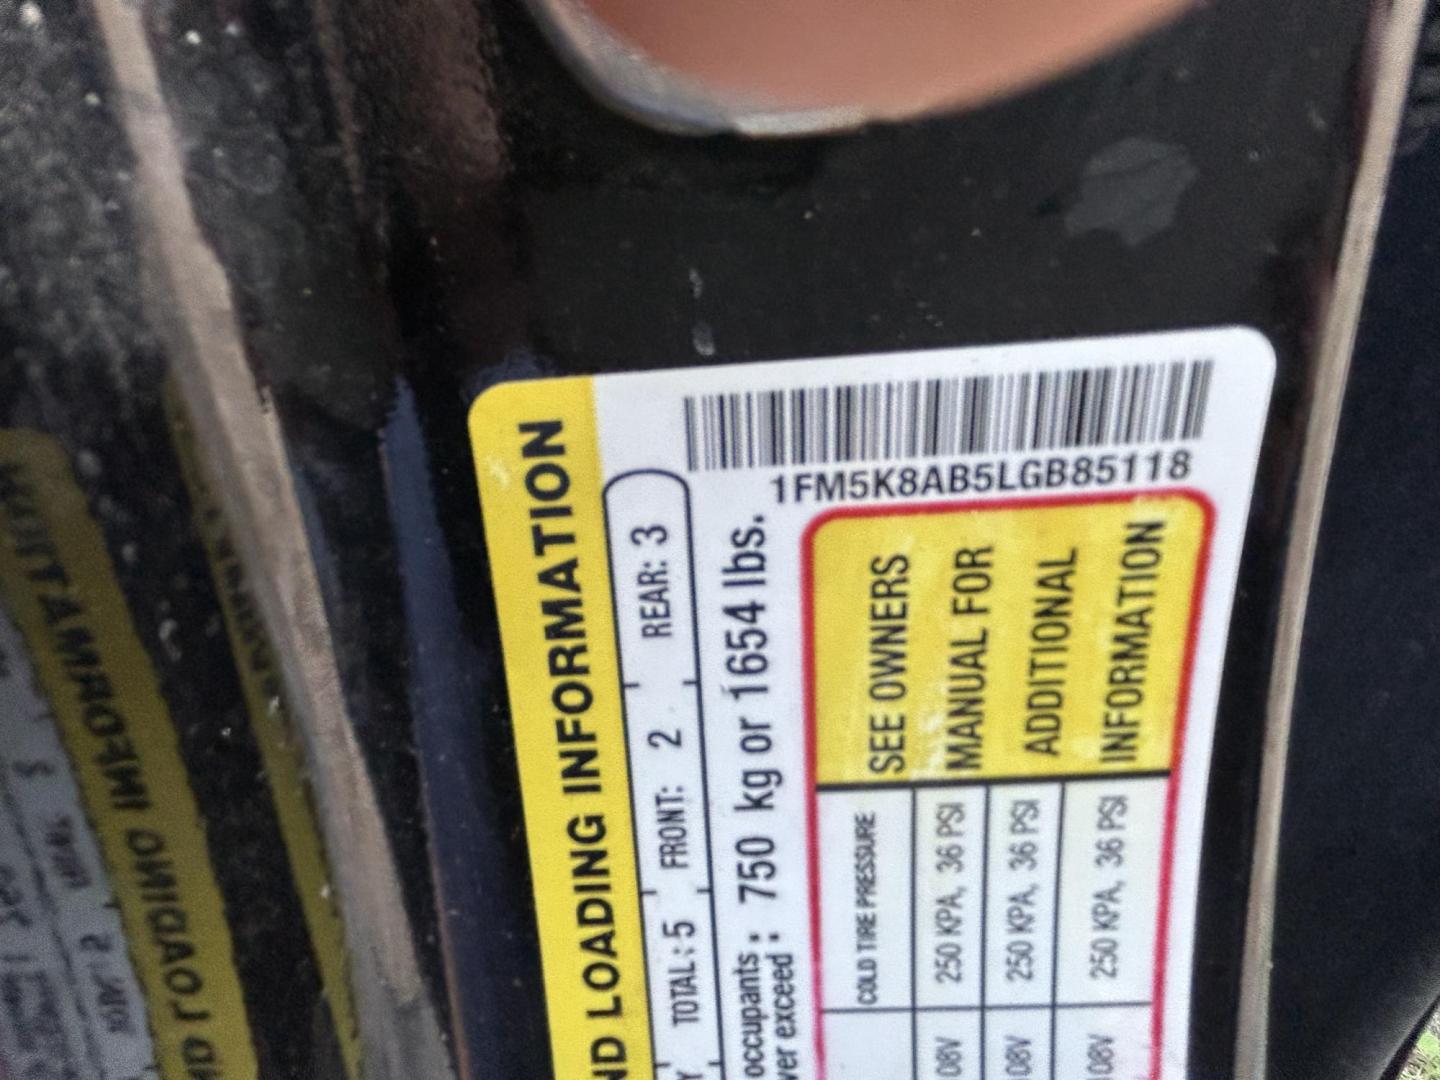 1FM5K8AB5LGB85118
ND LOADING INFORMATION
TOTAL: 5 FRONT: 2 REAR: 3
occupants
exceed : 750 kg or 1654 lbs.
COLD TIRE PRESSURE
250 KPA, 36 PSI
250 KPA, 36 PSI
250 KPA, 36 PSI
SEE OWNERS
MANUAL FOR
ADDITIONAL
INFORMATION